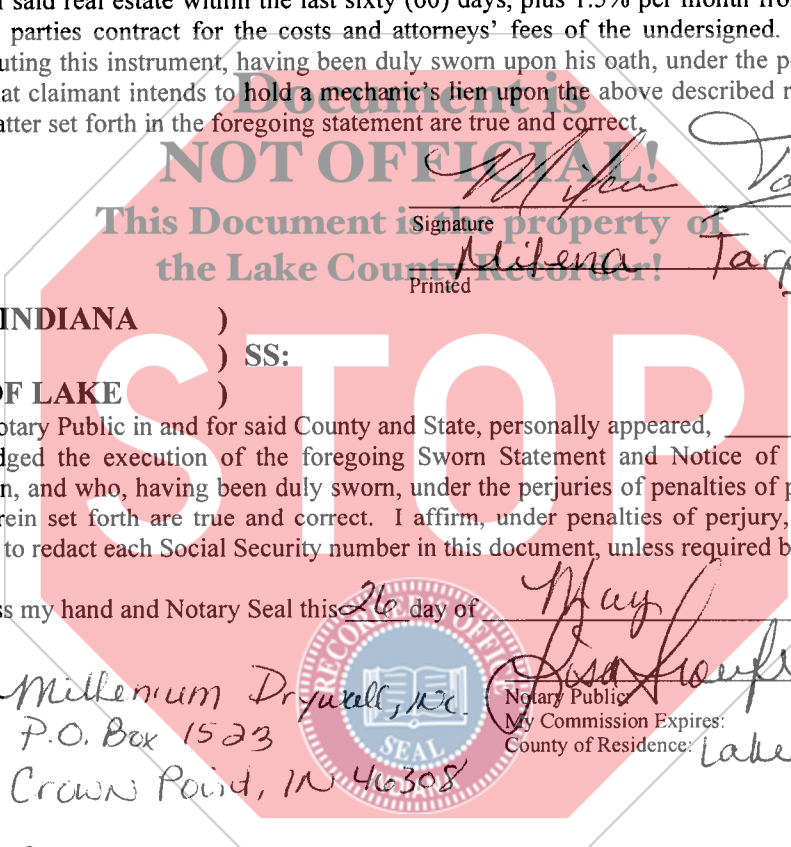 said real estate within the last sixty (60) days, plus 1.5% per month
parties contract for the costs and attorneys' fees of the undersigned.
uting this instrument, having been duly sworn upon his oath, under the p
at claimant intends to hold a mechanic's lien upon the above described r
atter set forth in the foregoing statement are true and correct.
Document is
NOT OFFICIAL!
This Document is the property of
the Lake County Recorder!
Signature
Milena Tar
Printed
INDIANA )
) SS:
OF LAKE )
STOP
otary Public in and for said County and State, personally appeared,
dged the execution of the foregoing Sworn Statement and Notice of
n, and who, having been duly sworn, under the perjuries of penalties of p
rein set forth are true and correct. I affirm, under penalties of perjury,
to redact each Social Security number in this document, unless required b
ss my hand and Notary Seal this 26 day of May
Lisa
Notary Public
My Commission Expires:
County of Residence: Lake
Millenium Drywall, Inc.
P.O. Box 1523
Crown Point, IN 46308
RECORDER'S OFFICE
SEAL